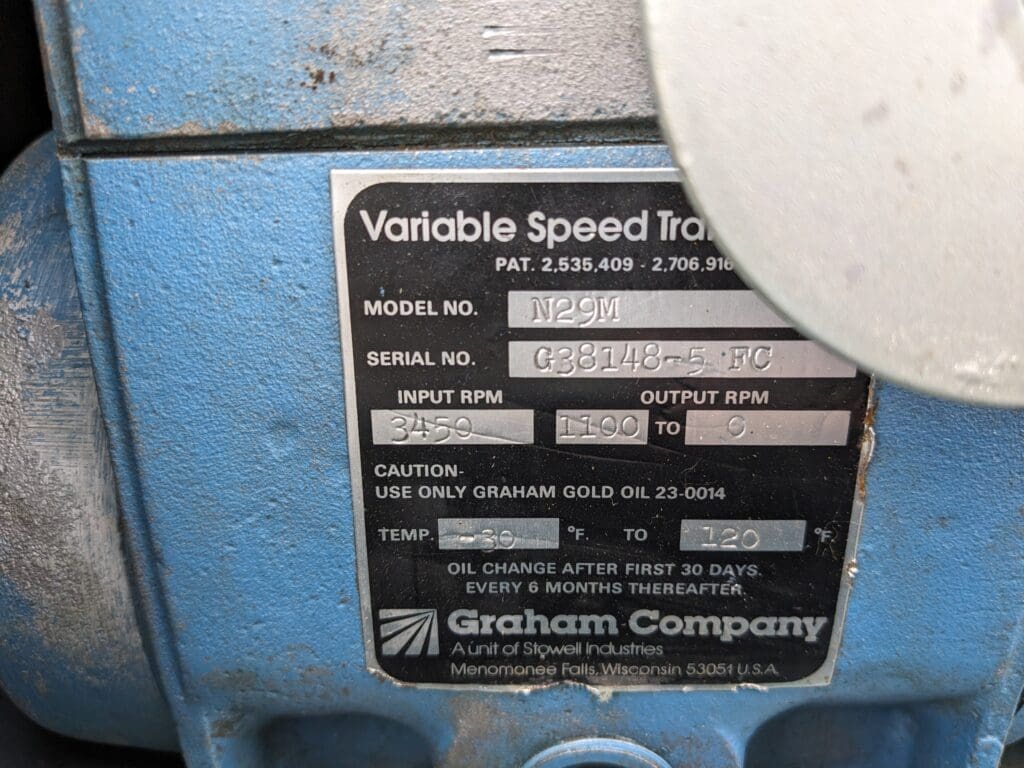 Variable Speed
PAT. 2,535,409 - 2,706,916
MODEL NO. N29M
SERIAL NO. G38148-5 FC
INPUT RPM OUTPUT RPM
3450 1100 TO 0
CAUTION-
USE ONLY GRAHAM GOLD OIL 23-0014
TEMP. -30 °F. TO 120 °F.
OIL CHANGE AFTER FIRST 30 DAYS.
EVERY 6 MONTHS THEREAFTER
Graham Company
A unit of Stowell Industries
Menomonee Falls, Wisconsin 53051 U.S.A.